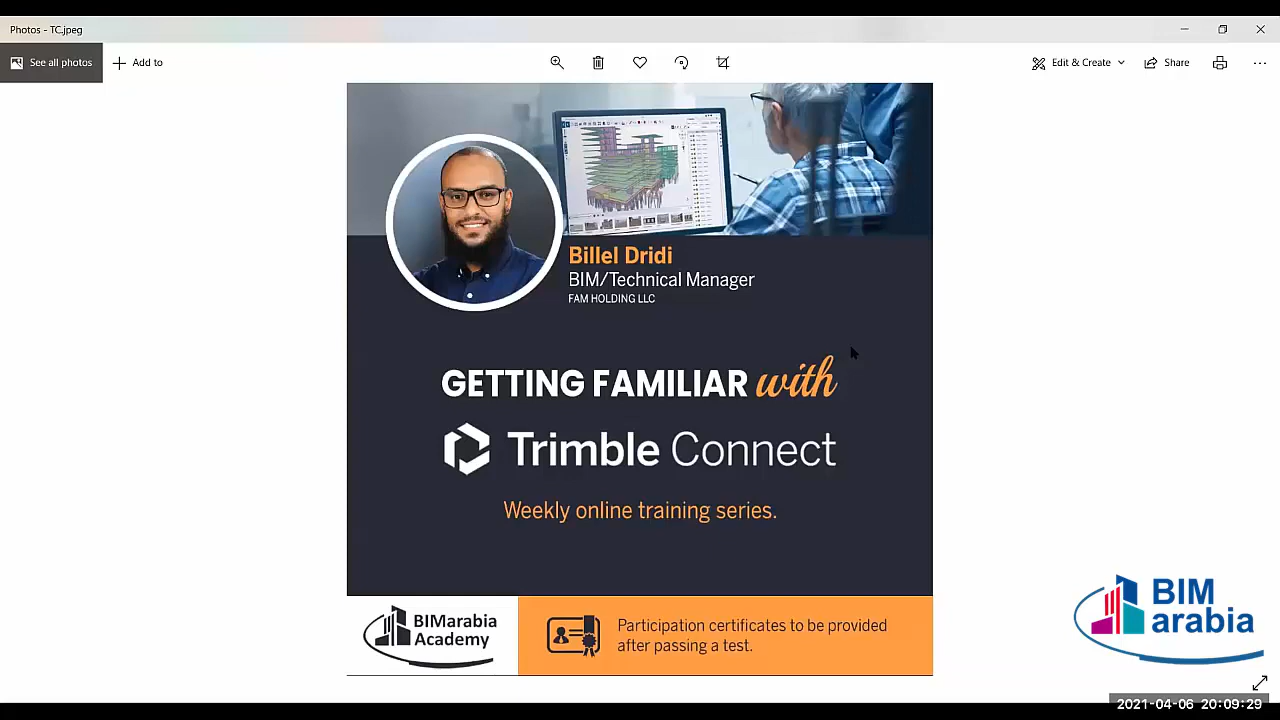 Photos - TC.jpeg
See all photos
Add to
Edit & Create
Share
Billel Dridi
BIM/Technical Manager
FAM HOLDING LLC
GETTING FAMILIAR with
Trimble Connect
Weekly online training series.
BIMarabia
Academy
Participation certificates to be provided
after passing a test.
BIM
arabia
2021-04-06 20:09:29